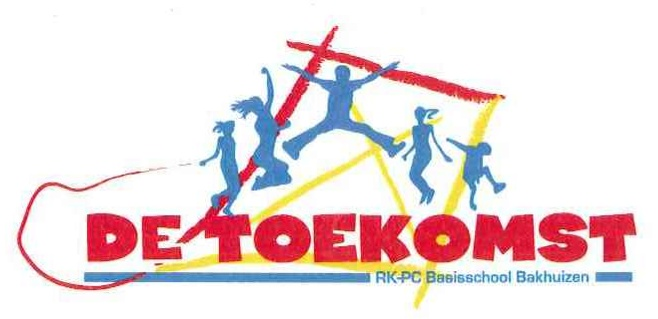 DE TOEKOMST
RK-PC Basisschool Bakhuizen